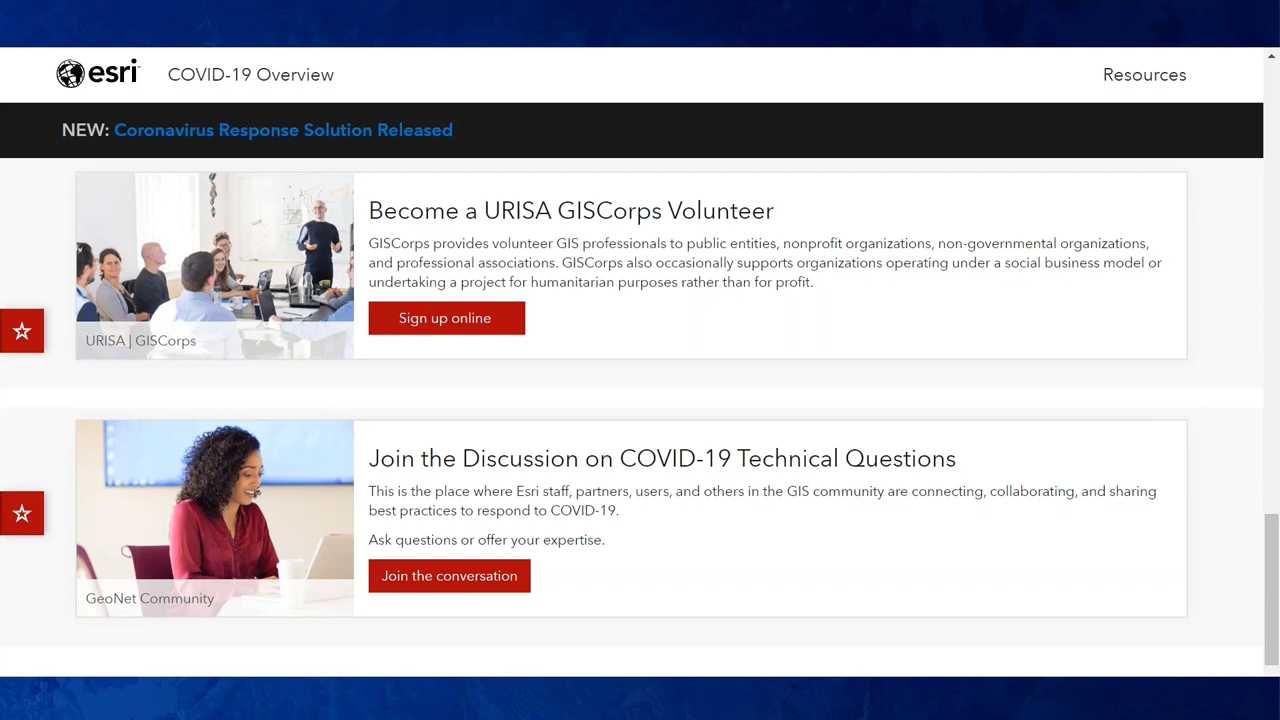 esri COVID-19 Overview Resources
NEW: Coronavirus Response Solution Released
Become a URISA GISCorps Volunteer
GISCorps provides volunteer GIS professionals to public entities, nonprofit organizations, non-governmental organizations,
and professional associations. GISCorps also occasionally supports organizations operating under a social business model or
undertaking a project for humanitarian purposes rather than for profit.
Sign up online
URISA | GISCorps
Join the Discussion on COVID-19 Technical Questions
This is the place where Esri staff, partners, users, and others in the GIS community are connecting, collaborating, and sharing
best practices to respond to COVID-19.
Ask questions or offer your expertise.
Join the conversation
GeoNet Community